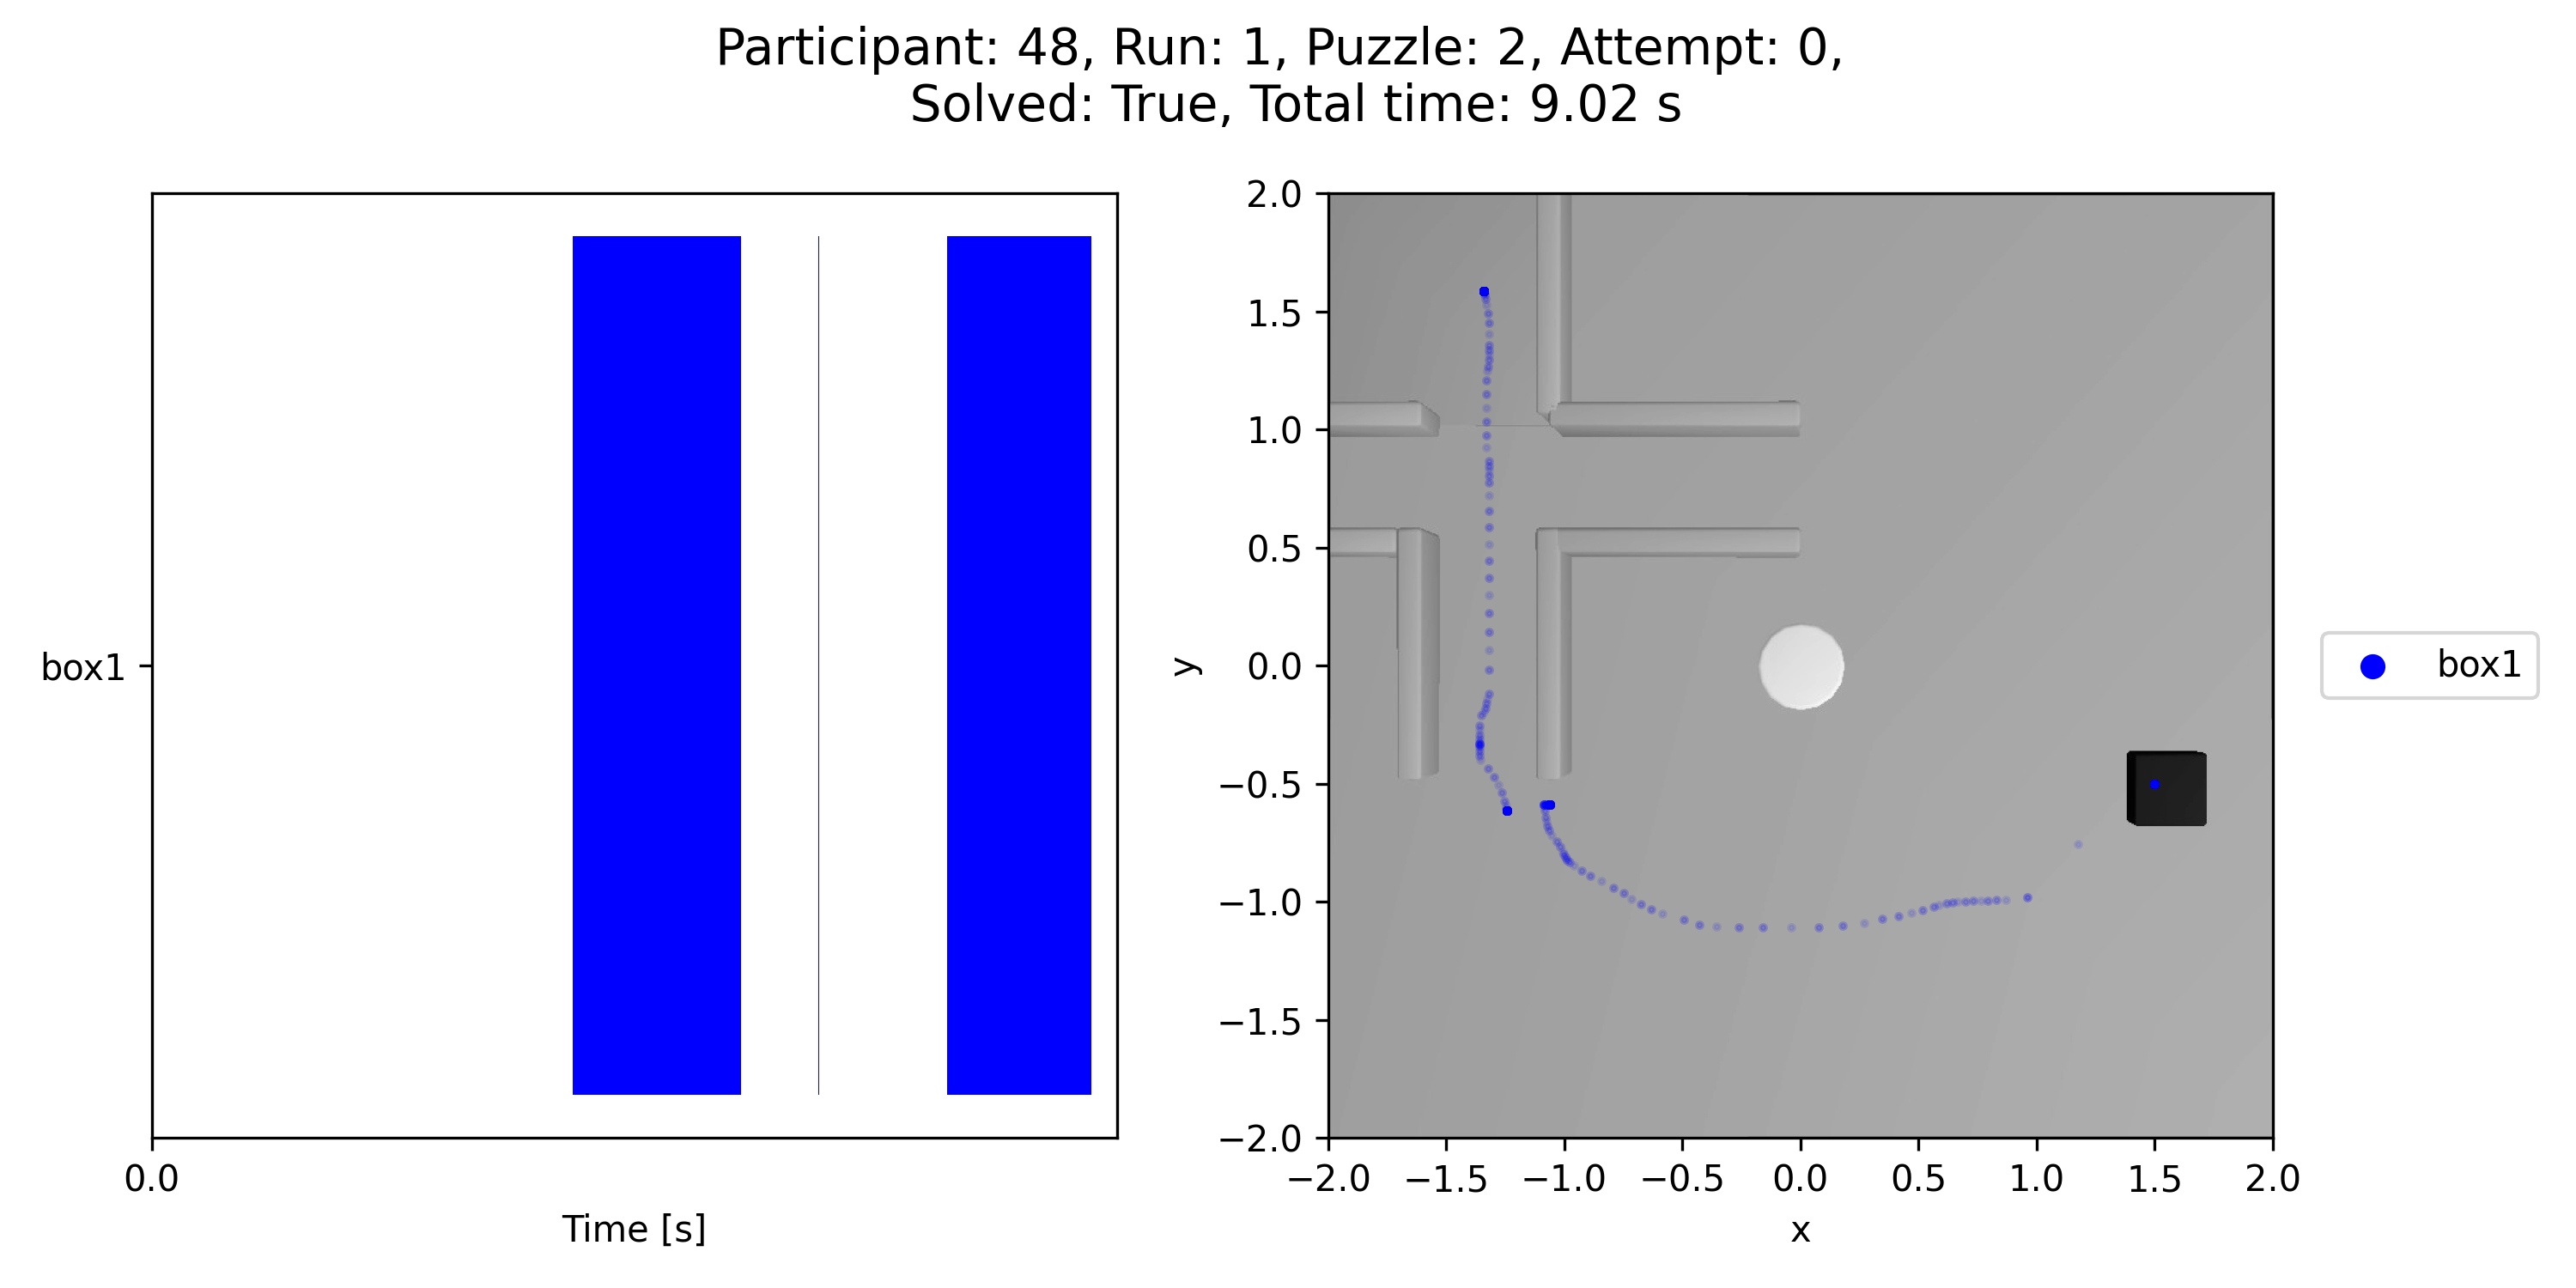 Participant: 48, Run: 1, Puzzle: 2, Attempt: 0,
Solved: True, Total time: 9.02 s
box1
0.0
Time [s]
2.0
1.5
1.0
0.5
0.0
−0.5
−1.0
−1.5
−2.0
y
−2.0 −1.5 −1.0 −0.5 0.0 0.5 1.0 1.5 2.0
x
box1